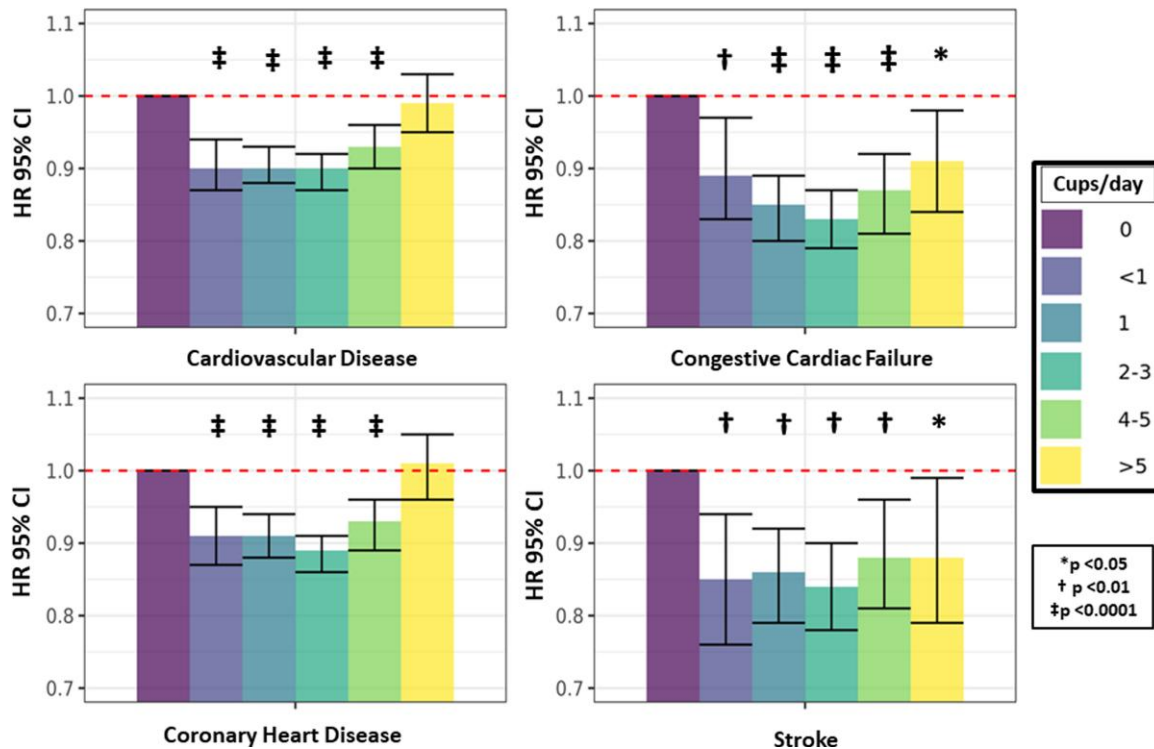 HR 95% CI
1.1
1.0
0.9
0.8
0.7
‡ ‡ ‡ ‡
Cardiovascular Disease
HR 95% CI
1.1
1.0
0.9
0.8
0.7
† ‡ ‡ ‡ *
Congestive Cardiac Failure
HR 95% CI
1.1
1.0
0.9
0.8
0.7
‡ ‡ ‡ ‡
Coronary Heart Disease
HR 95% CI
1.1
1.0
0.9
0.8
0.7
† † † † *
Stroke
Cups/day
0
<1
1
2-3
4-5
>5
*p <0.05
† p <0.01
‡p <0.0001